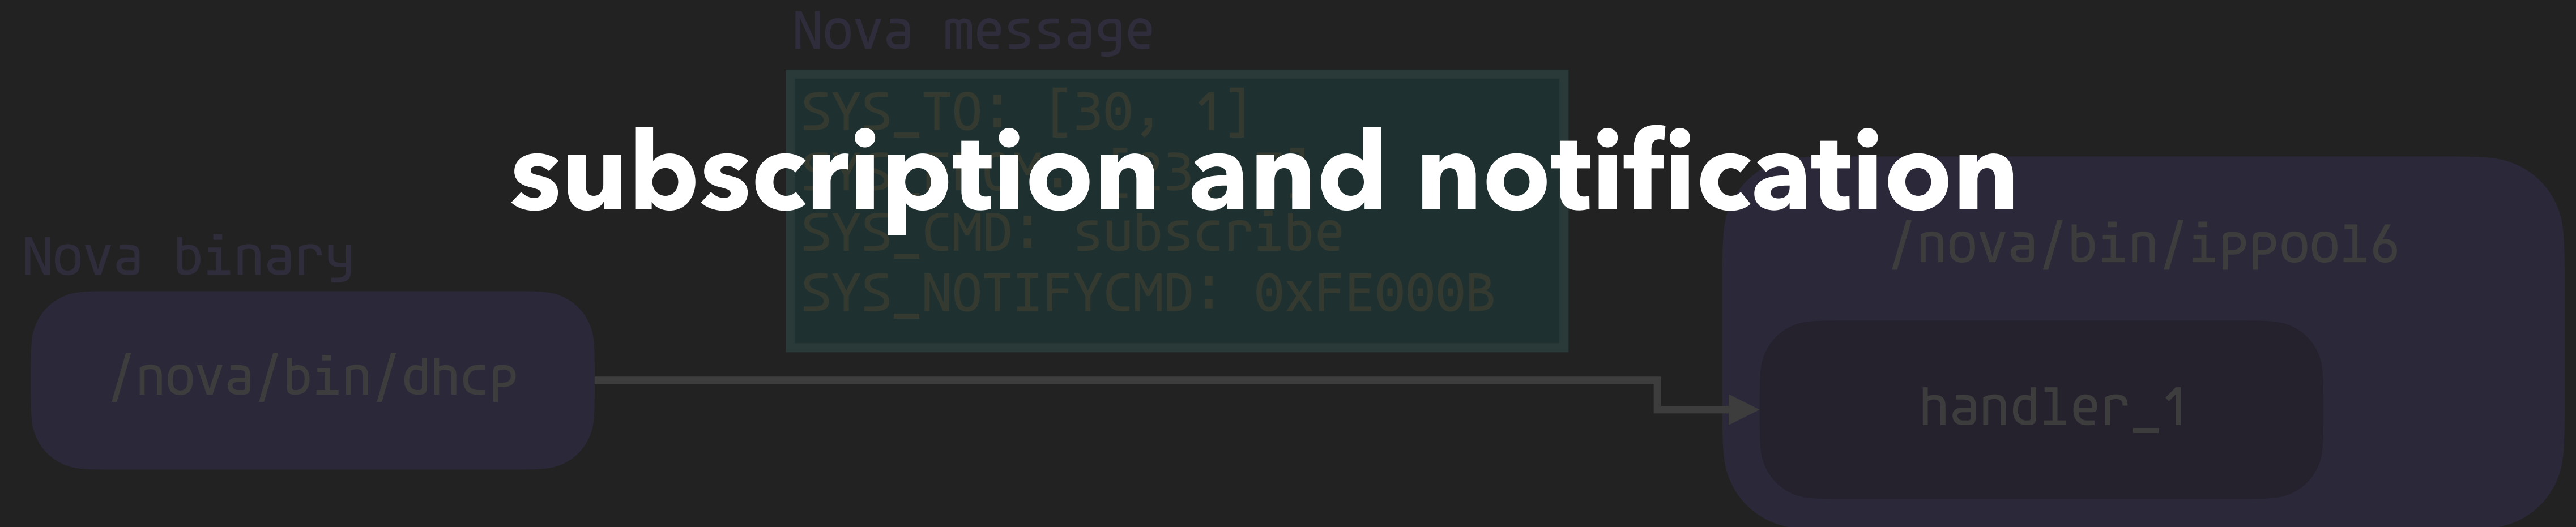 Nova message
SYS_TO: [30, 1]
subscription and notification
SYS_CMD: subscribe
SYS_NOTIFYCMD: 0xFE000B
Nova binary
/nova/bin/dhcp
/nova/bin/ippool6
handler_1